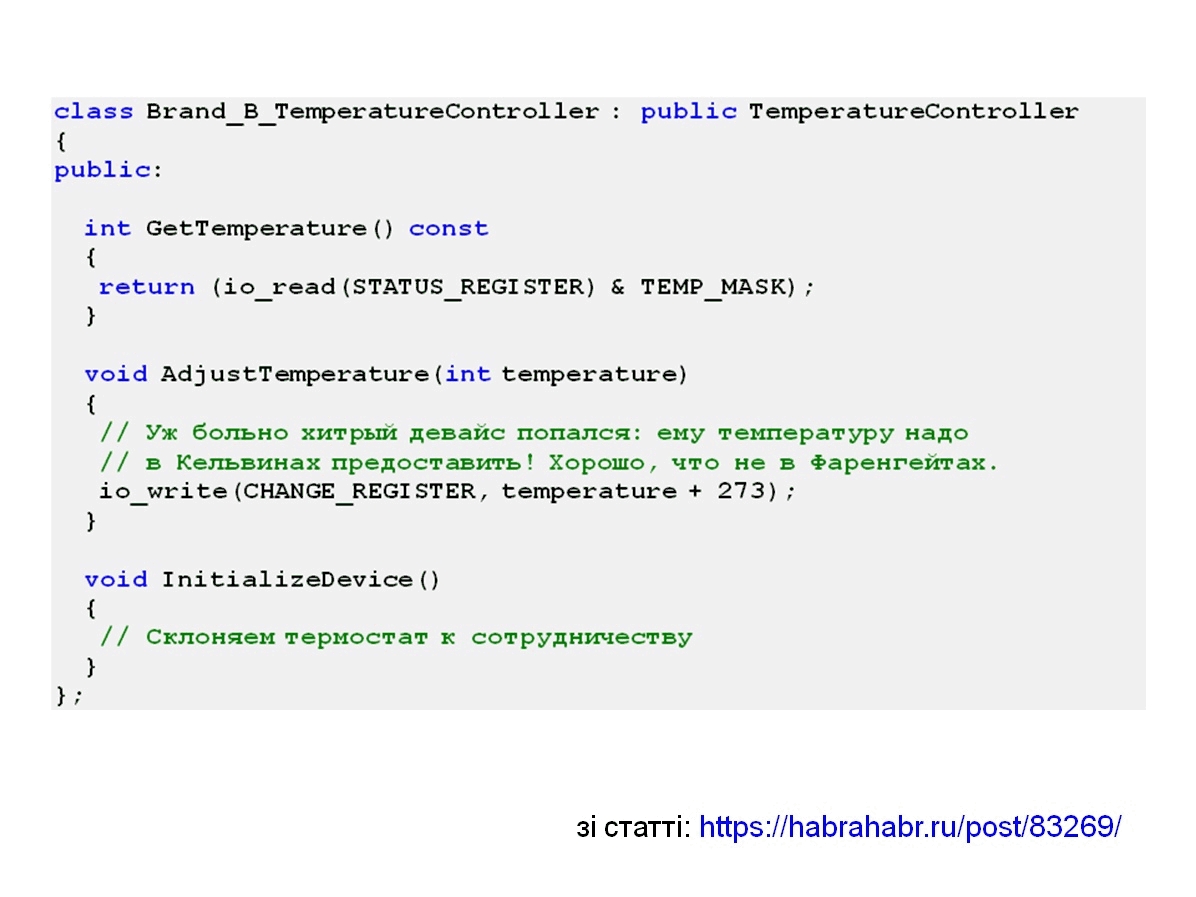 class Brand_B_TemperatureController : public TemperatureController
{
public:
int GetTemperature() const
{
return (io_read(STATUS_REGISTER) & TEMP_MASK);
}
void AdjustTemperature(int temperature)
{
// Уж больно хитрый девайс попался: ему температуру надо
// в Кельвинах предоставить! Хорошо, что не в Фаренгейтах.
io_write(CHANGE_REGISTER, temperature + 273);
}
void InitializeDevice()
{
// Склоняем термостат к сотрудничеству
}
};
зі статті: https://habrahabr.ru/post/83269/